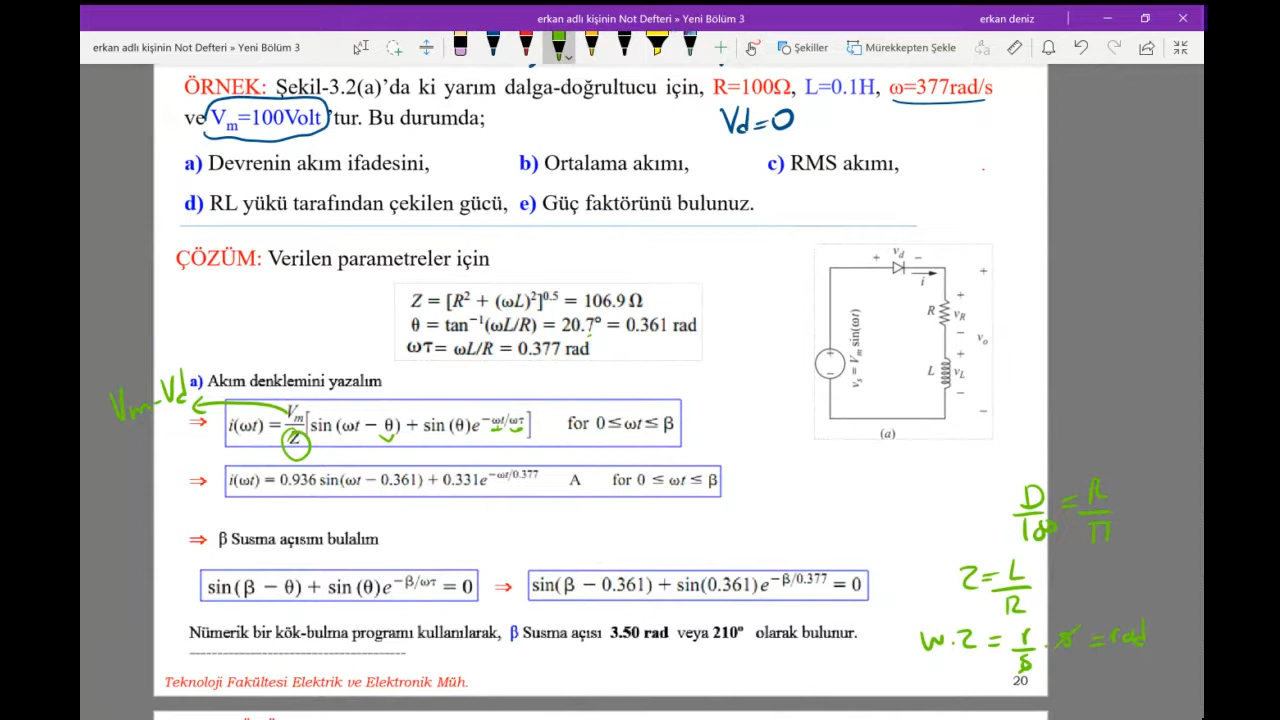 erkan adlı kişinin Not Defteri » Yeni Bölüm 3
erkan deniz
erkan adlı kişinin Not Defteri » Yeni Bölüm 3
Şekiller
Mürekkepten Şekle
ÖRNEK: Şekil-3.2(a)'da ki yarım dalga-doğrultucu için, R=100Ω, L=0.1H, ω=377rad/s
ve Vm=100Volt'tur. Bu durumda;
Vd=0
a) Devrenin akım ifadesini, b) Ortalama akımı, c) RMS akımı,
d) RL yükü tarafından çekilen gücü, e) Güç faktörünü bulunuz.
ÇÖZÜM: Verilen parametreler için
Z = [R² + (ωL)²]^0.5 = 106.9 Ω
θ = tan⁻¹(ωL/R) = 20.7° = 0.361 rad
ωτ = ωL/R = 0.377 rad
+ vd −
i
R
+
vR
−
L
+
vL
−
+
vo
−
+
−
vs = Vm sin(ωt)
(a)
a) Akım denklemini yazalım
Vm-Vd
⇒ i(ωt) = Vm/Z [sin (ωt − θ) + sin (θ)e^−ωt/ωτ] for 0≤ωt≤β
⇒ i(ωt) = 0.936 sin(ωt − 0.361) + 0.331e^−ωt/0.377 A for 0 ≤ ωt ≤ β
⇒ β Susma açısını bulalım
sin(β − θ) + sin (θ)e^−β/ωτ = 0 ⇒ sin(β − 0.361) + sin(0.361)e^−β/0.377 = 0
Nümerik bir kök-bulma programı kullanılarak, β Susma açısı 3.50 rad veya 210° olarak bulunur.
D/180 = R/π
τ = L/R
w.τ = r/s . s = rad
Teknoloji Fakültesi Elektrik ve Elektronik Müh.
20